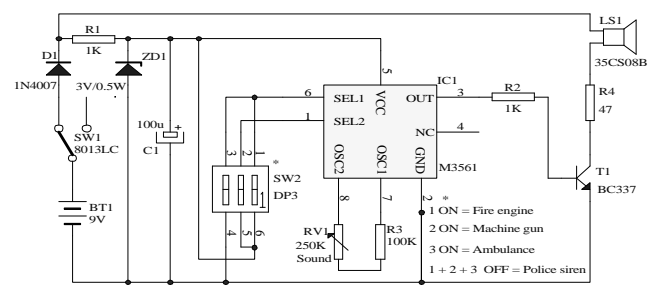 LS1
35CS08B
R1
1K
D1
1N4007
ZD1
3V/0.5W
SW1
8013LC
BT1
9V
100u
+
C1
3 2 1
*
SW2
DP3
1
4 5 6
6 SEL1
1 SEL2
5
VCC
IC1
OUT 3
NC 4
M3561
OSC2
OSC1
GND
8
7
2
RV1
250K
Sound
R3
100K
R2
1K
R4
47
T1
BC337
*
1 ON = Fire engine
2 ON = Machine gun
3 ON = Ambulance
1 + 2 + 3 OFF = Police siren